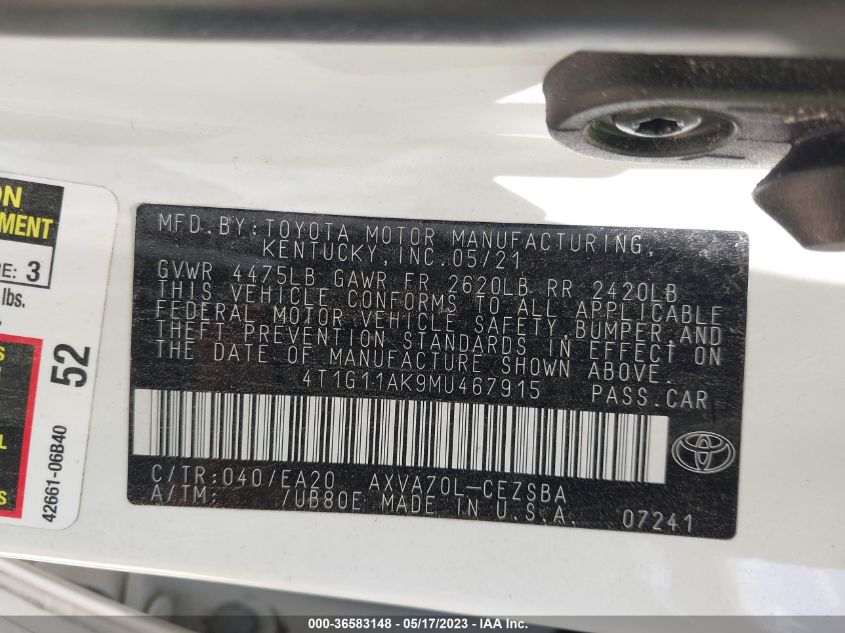 ON
MENT
RE: 3
lbs.
S
S
L
52
42661-06B40
MFD.BY: TOYOTA MOTOR MANUFACTURING,
KENTUCKY, INC. 05/21
GVWR 4475LB GAWR FR 2620LB RR 2420LB
THIS VEHICLE CONFORMS TO ALL APPLICABLE
FEDERAL MOTOR VEHICLE SAFETY, BUMPER, AND
THEFT PREVENTION STANDARDS IN EFFECT ON
THE DATE OF MANUFACTURE SHOWN ABOVE.
4T1G11AK9MU467915 PASS.CAR
C/TR: 040/EA20 AXVA70L-CEZSBA
A/TM: /UB80E MADE IN U.S.A. 07241
000-36583148 - 05/17/2023 - IAA Inc.